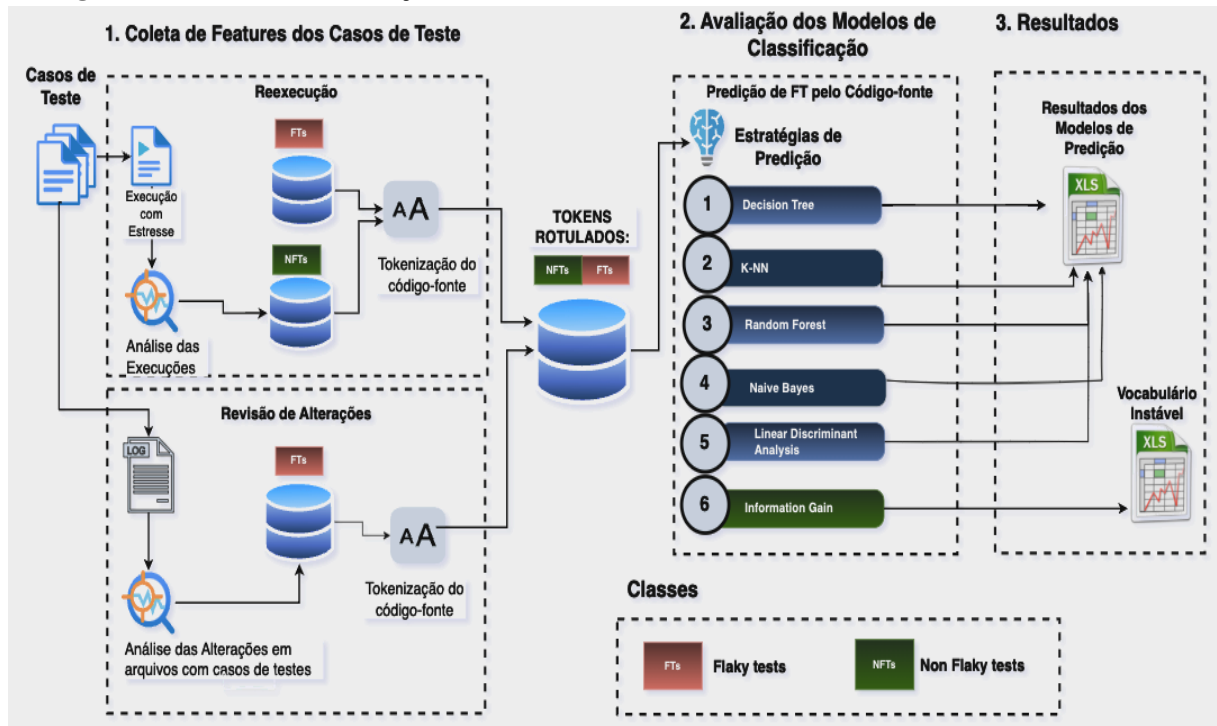 1. Coleta de Features dos Casos de Teste
Casos de
Teste
Reexecução
FTs
Execução
com
Estresse
NFTs
AA
Tokenização do
código-fonte
Análise das
Execuções
Revisão de Alterações
LOG
FTs
AA
Tokenização do
código-fonte
Análise das Alterações em
arquivos com casos de testes
TOKENS
ROTULADOS:
NFTs FTs
2. Avaliação dos Modelos de
Classificação
Predição de FT pelo Código-fonte
Estratégias de
Predição
1 Decision Tree
2 K-NN
3 Random Forest
4 Naive Bayes
5 Linear Discriminant
Analysis
6 Information Gain
3. Resultados
Resultados dos
Modelos de
Predição
XLS
Vocabulário
Instável
XLS
Classes
FTs Flaky tests
NFTs Non Flaky tests